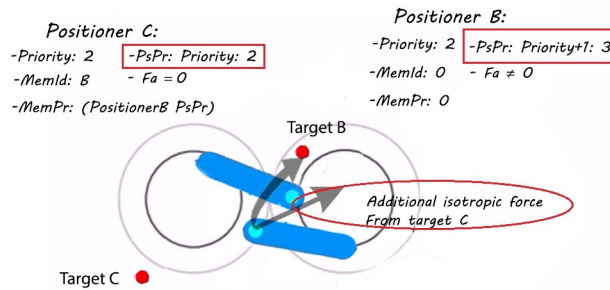 Positioner C:
-Priority: 2
-PsPr: Priority: 2
-MemId: B
- Fa = 0
-MemPr: (PositionerB PsPr)
Positioner B:
-Priority: 2
-PsPr: Priority+1: 3
-MemId: 0
- Fa ≠ 0
-MemPr: 0
Target B
Additional isotropic force
From target C
Target C